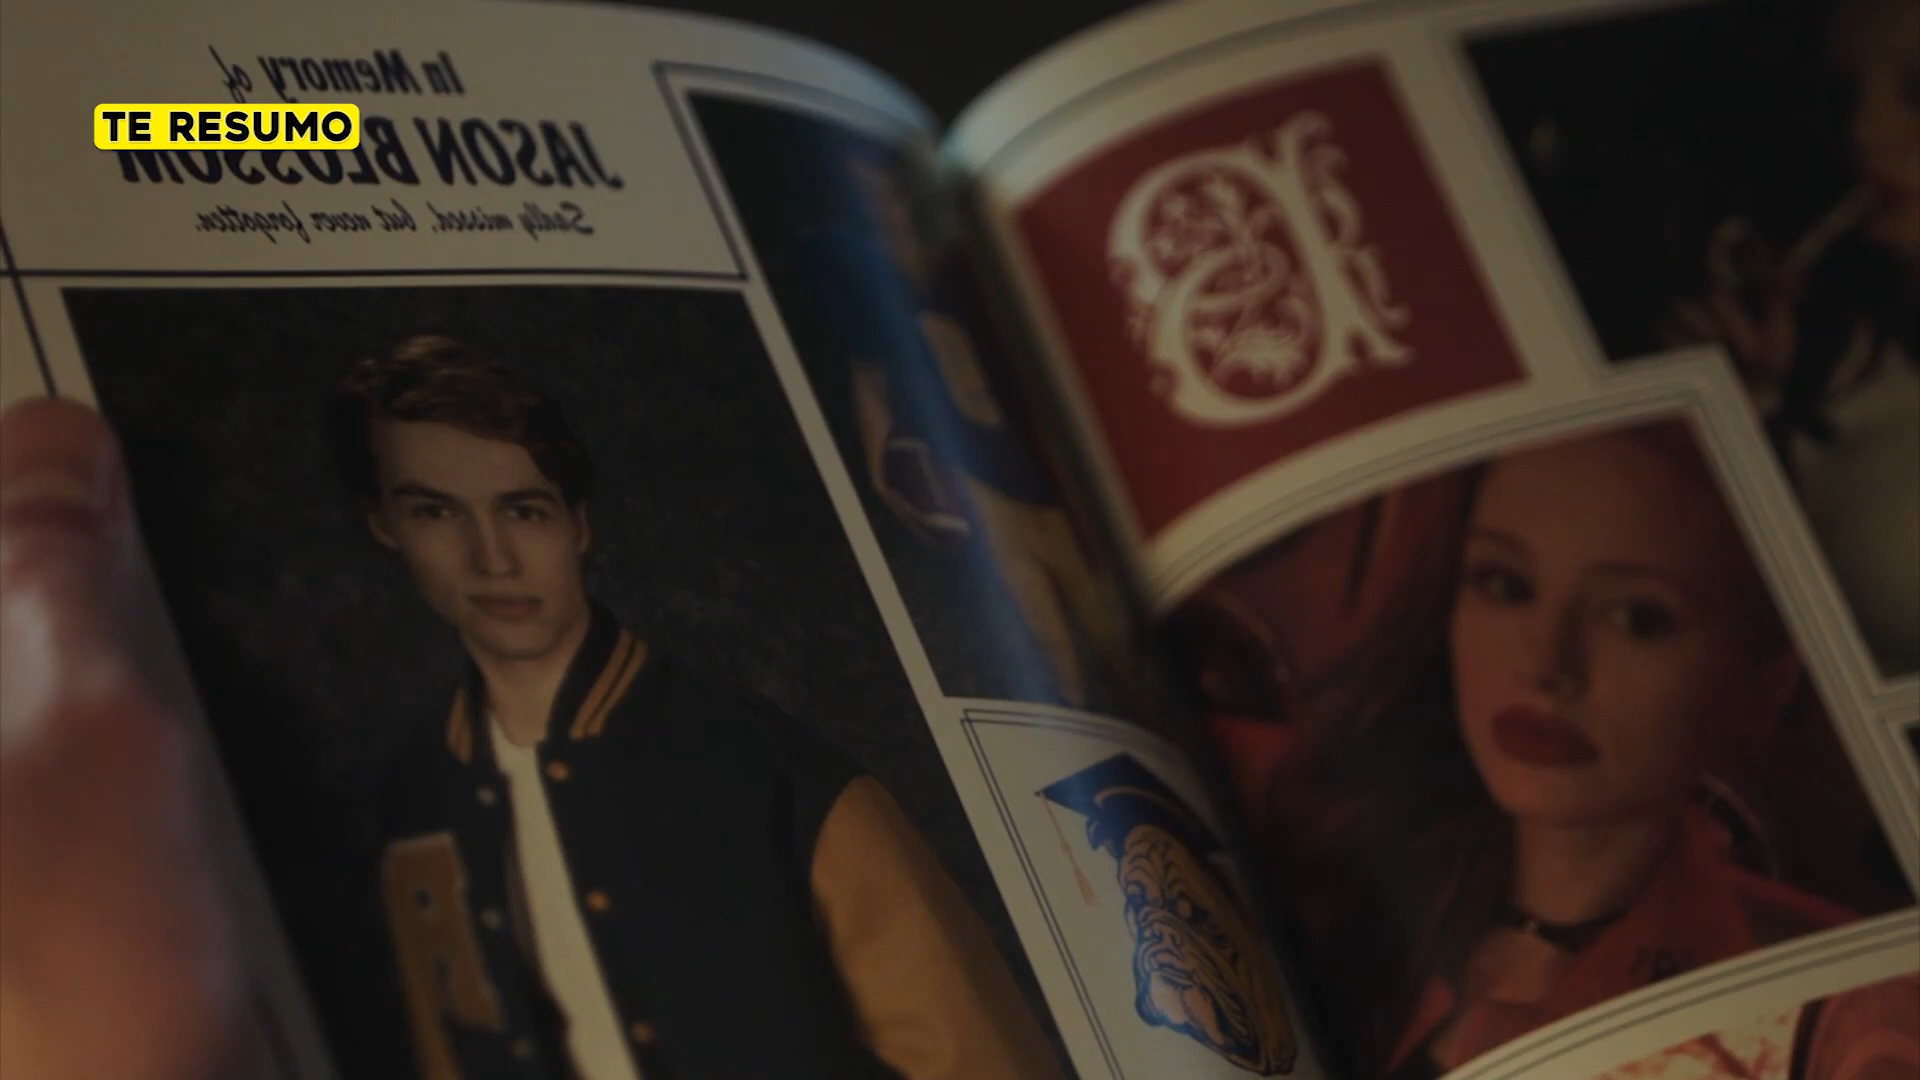 In Memory of
TE RESUMO
JASON BLOSSOM
Sadly missed, but never forgotten.
B
R